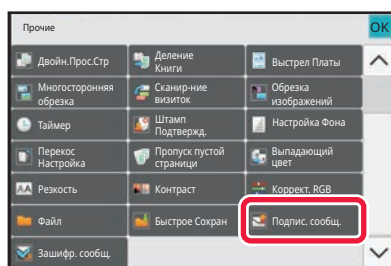 Прочие
OK
Двойн.Прос.Стр
Деление
Книги
Выстрел Платы
Многосторонняя
обрезка
Сканир-ние
визиток
Обрезка
изображений
Таймер
Штамп
Подтвержд.
Настройка Фона
Перекос
Настройка
Пропуск пустой
страници
Выпадающий
цвет
Резкость
Контраст
Коррект. RGB
Файл
Быстрое Сохран
Подпис. сообщ.
Зашифр. сообщ.